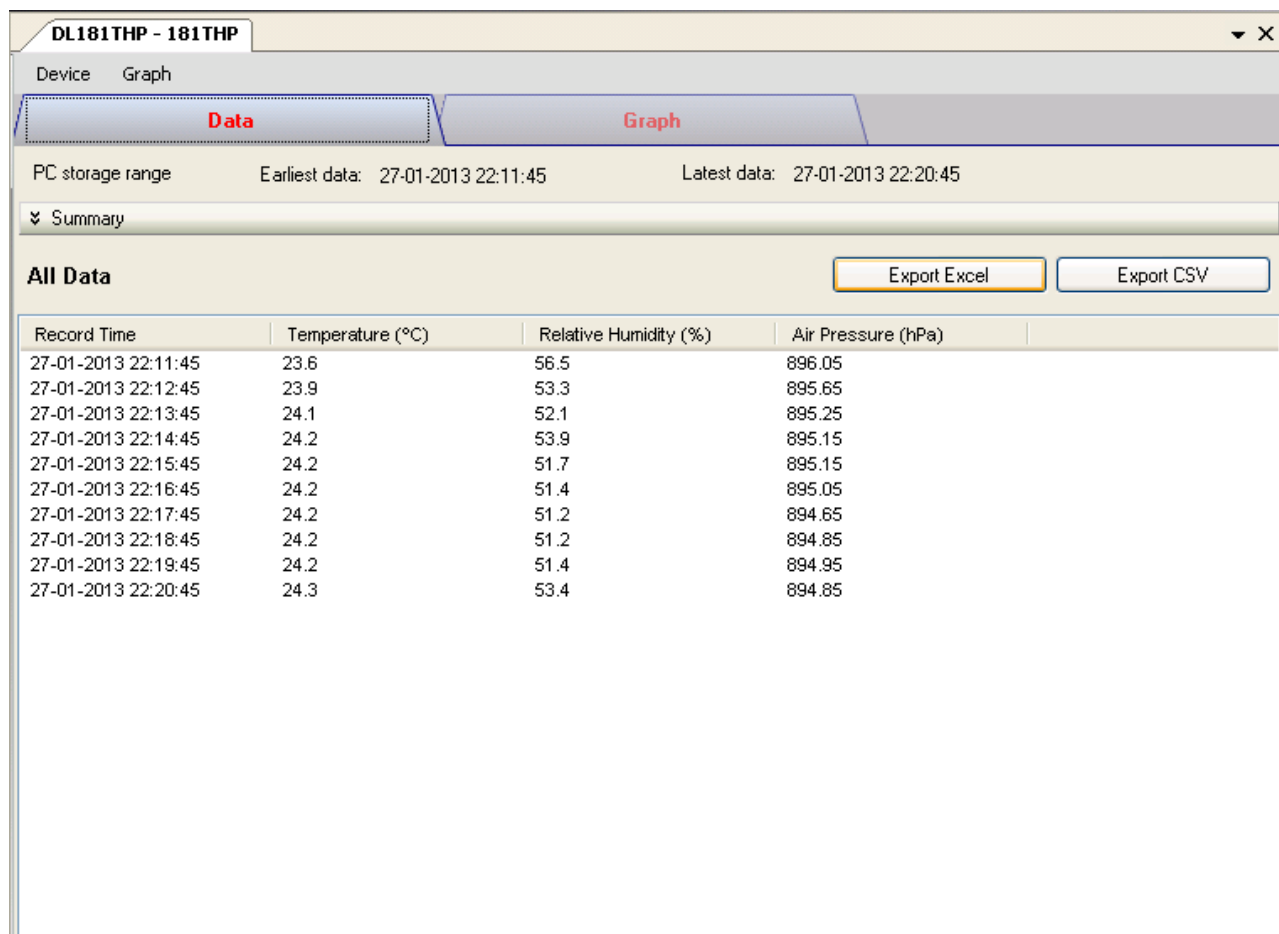 DL181THP - 181THP
Device Graph
Data Graph
PC storage range Earliest data: 27-01-2013 22:11:45 Latest data: 27-01-2013 22:20:45
Summary
All Data Export Excel Export CSV
Record Time Temperature (°C) Relative Humidity (%) Air Pressure (hPa)
27-01-2013 22:11:45 23.6 56.5 896.05
27-01-2013 22:12:45 23.9 53.3 895.65
27-01-2013 22:13:45 24.1 52.1 895.25
27-01-2013 22:14:45 24.2 53.9 895.15
27-01-2013 22:15:45 24.2 51.7 895.15
27-01-2013 22:16:45 24.2 51.4 895.05
27-01-2013 22:17:45 24.2 51.2 894.65
27-01-2013 22:18:45 24.2 51.2 894.85
27-01-2013 22:19:45 24.2 51.4 894.95
27-01-2013 22:20:45 24.3 53.4 894.85